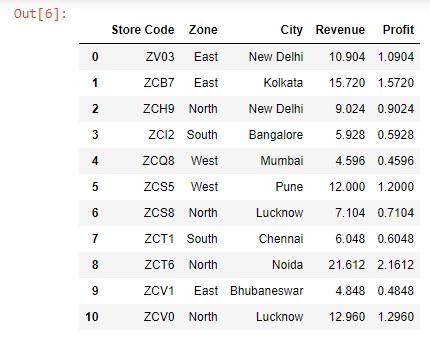 Out[6]:
Store Code Zone City Revenue Profit
0 ZV03 East New Delhi 10.904 1.0904
1 ZCB7 East Kolkata 15.720 1.5720
2 ZCH9 North New Delhi 9.024 0.9024
3 ZCI2 South Bangalore 5.928 0.5928
4 ZCQ8 West Mumbai 4.596 0.4596
5 ZCS5 West Pune 12.000 1.2000
6 ZCS8 North Lucknow 7.104 0.7104
7 ZCT1 South Chennai 6.048 0.6048
8 ZCT6 North Noida 21.612 2.1612
9 ZCV1 East Bhubaneswar 4.848 0.4848
10 ZCV0 North Lucknow 12.960 1.2960